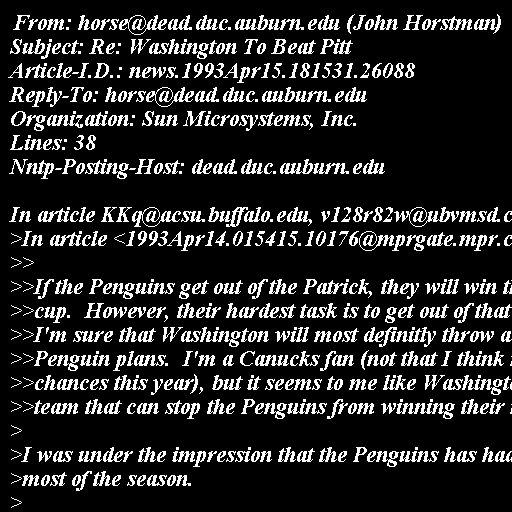 From: horse@dead.duc.auburn.edu (John Horstman)
Subject: Re: Washington To Beat Pitt
Article-I.D.: news.1993Apr15.181531.26088
Reply-To: horse@dead.duc.auburn.edu
Organization: Sun Microsystems, Inc.
Lines: 38
Nntp-Posting-Host: dead.duc.auburn.edu

In article KKq@acsu.buffalo.edu, v128r82w@ubvmsd.c
>In article <1993Apr14.015415.10176@mprgate.mpr.c
>>
>>If the Penguins get out of the Patrick, they will win
>>cup.  However, their hardest task is to get out of that
>>I'm sure that Washington will most definitly throw a
>>Penguin plans.  I'm a Canucks fan (not that I think
>>chances this year), but it seems to me like Washingt
>>team that can stop the Penguins from winning their
>
>I was under the impression that the Penguins has had
>most of the season.
>